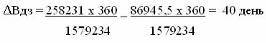 ΔВдз = 258231 х 360 – 86945.5 х 360 = 40 день
1579234 1579234